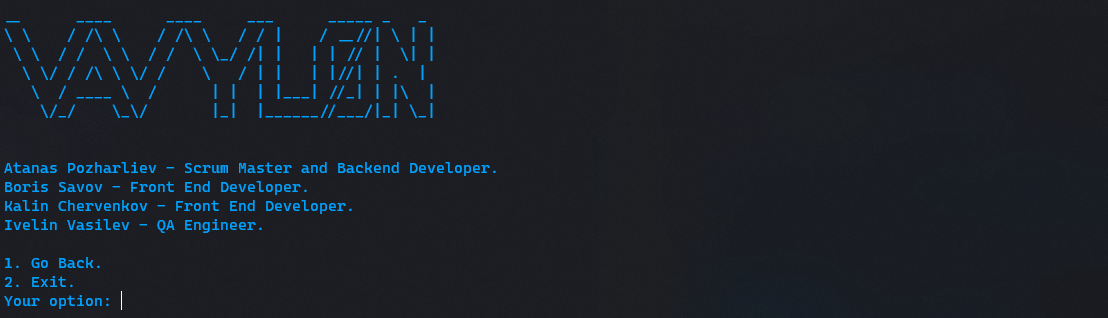 VAVYLØN
Atanas Pozharliev - Scrum Master and Backend Developer.
Boris Savov - Front End Developer.
Kalin Chervenkov - Front End Developer.
Ivelin Vasilev - QA Engineer.
1. Go Back.
2. Exit.
Your option: